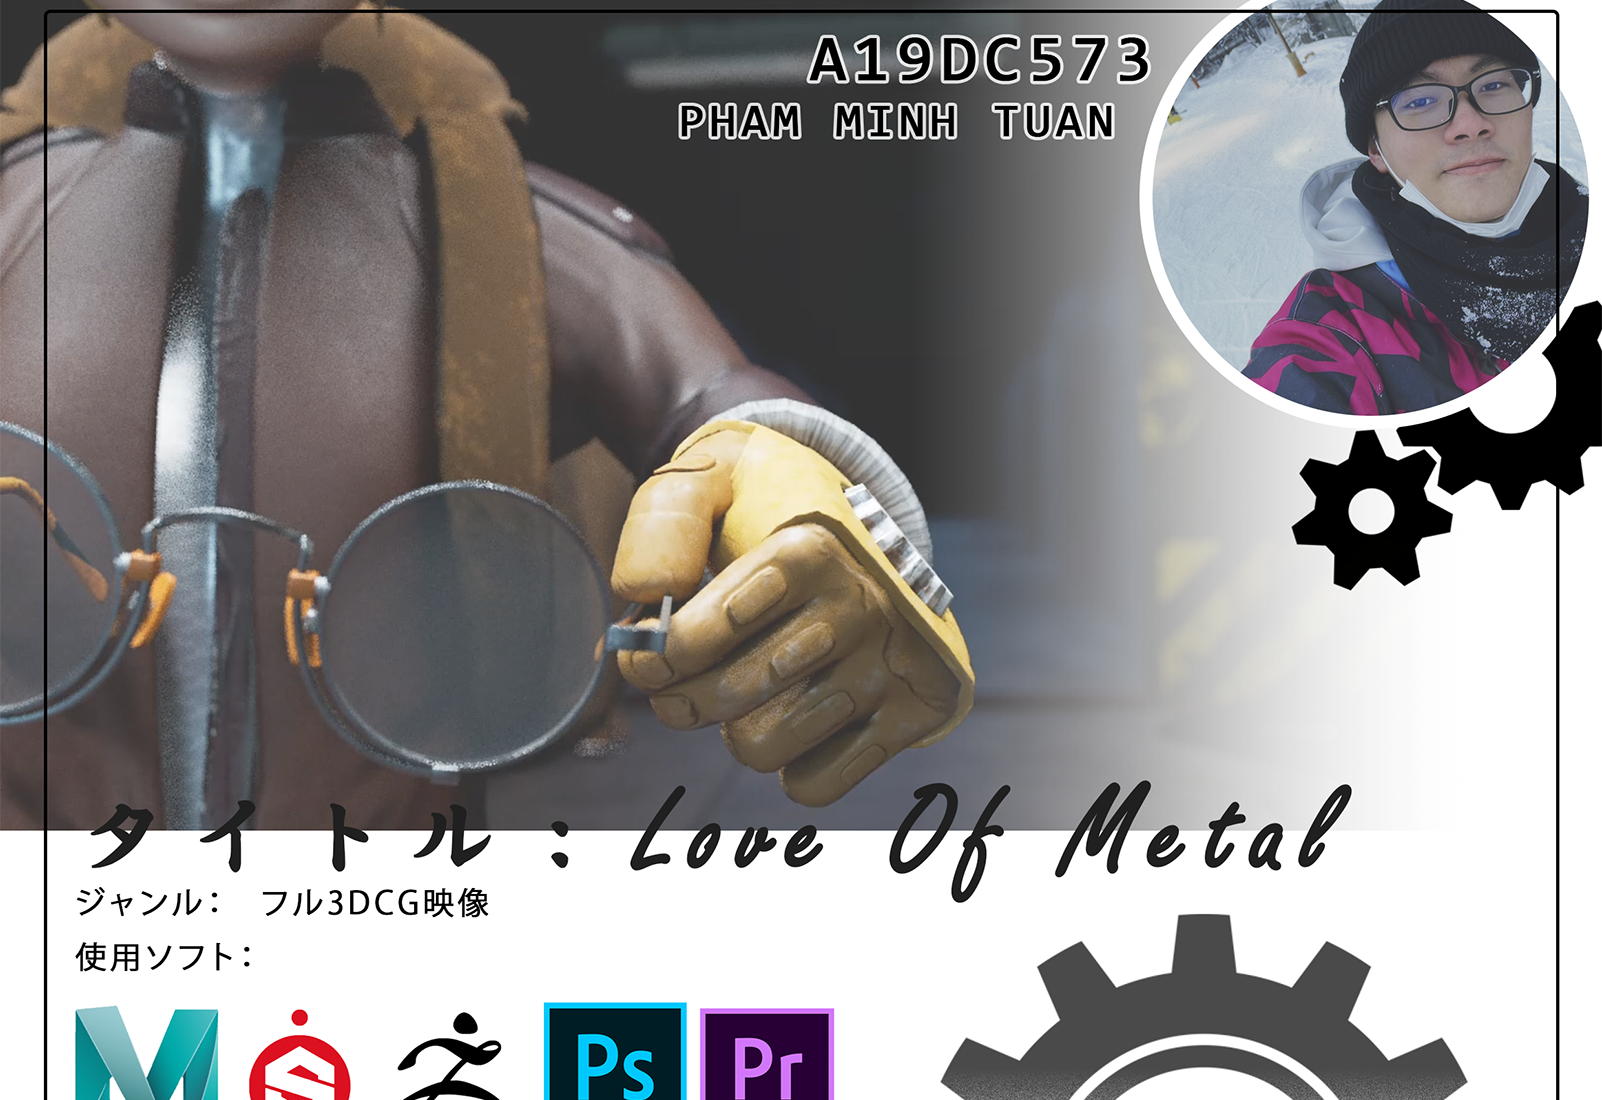 A19DC573
PHAM MINH TUAN
タイトル：Love Of Metal
ジャンル： フル3DCG映像
使用ソフト：
Ps Pr